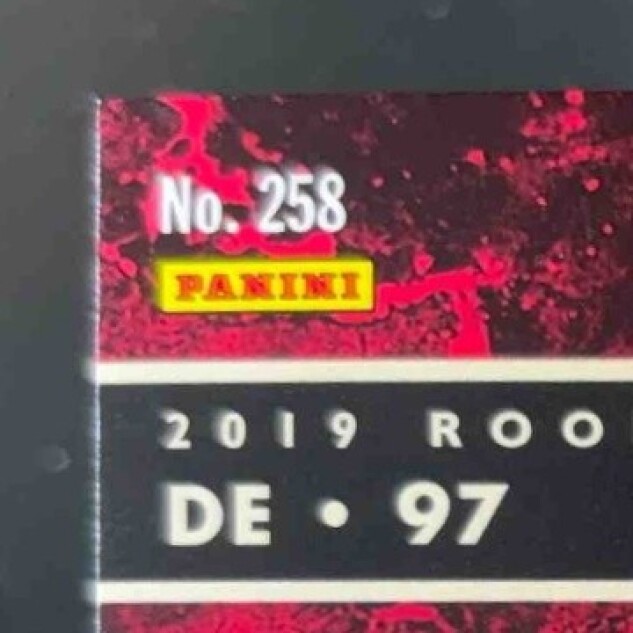 No. 258
PANINI
2019 ROO
DE • 97